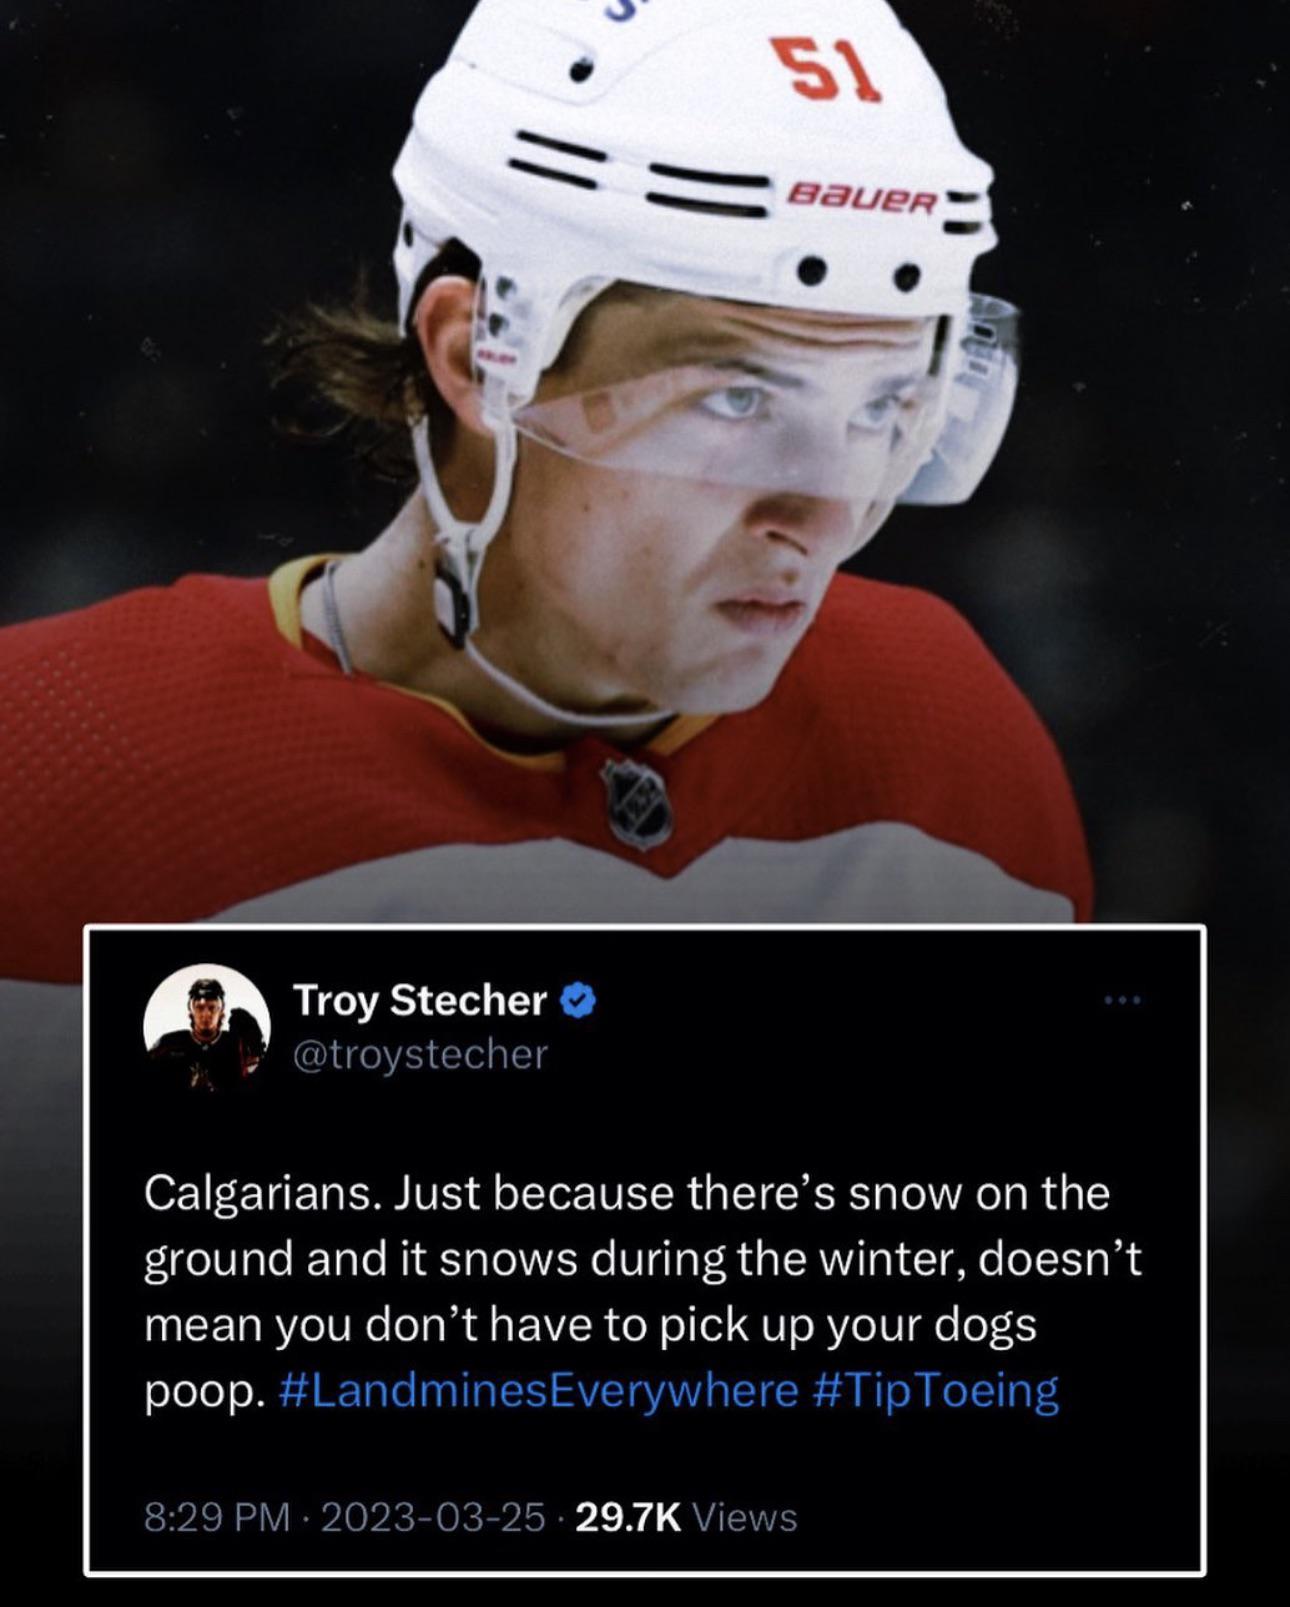 51
BAUER
BAUER
Troy Stecher
@troystecher
Calgarians. Just because there’s snow on the
ground and it snows during the winter, doesn’t
mean you don’t have to pick up your dogs
poop. #LandminesEverywhere #TipToeing
8:29 PM · 2023-03-25 · 29.7K Views